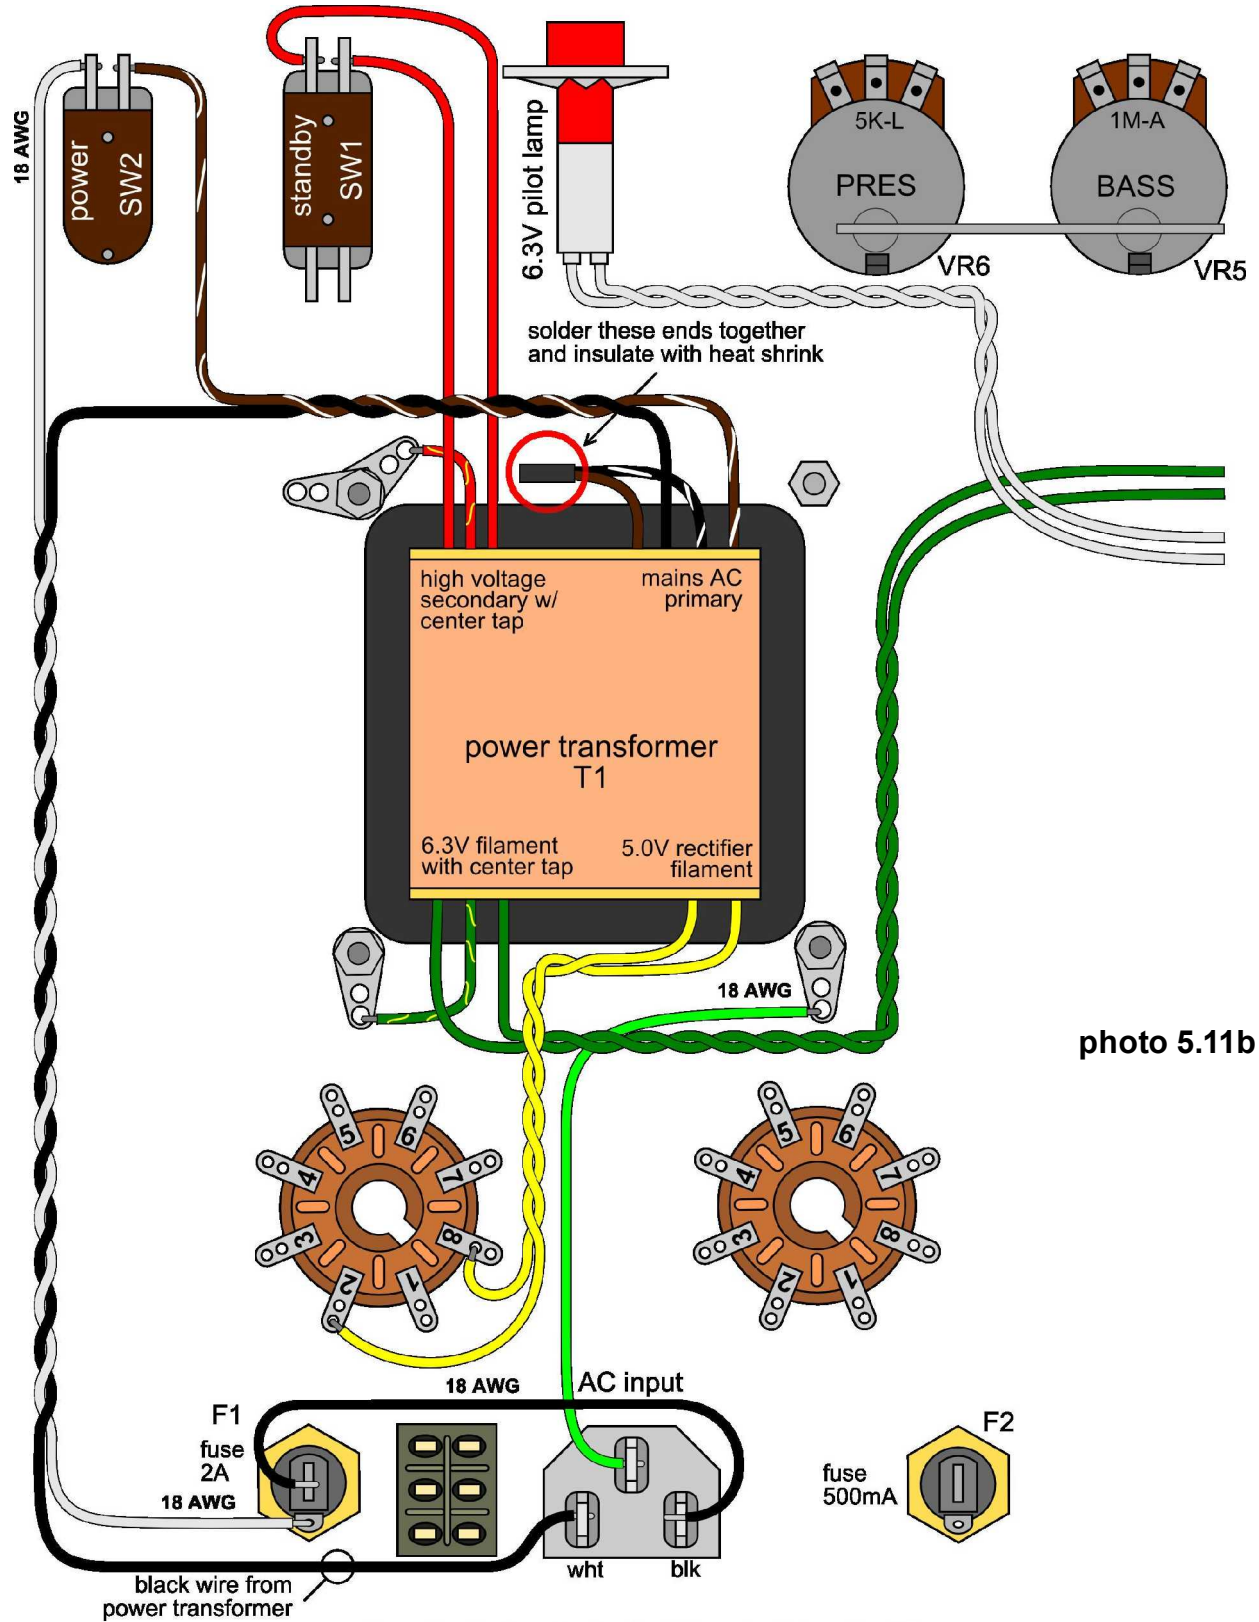 18 AWG
power
SW2
standby
SW1
6.3V pilot lamp
5K-L
PRES
VR6
1M-A
BASS
VR5
solder these ends together
and insulate with heat shrink
high voltage
secondary w/
center tap
mains AC
primary
power transformer
T1
6.3V filament
with center tap
5.0V rectifier
filament
18 AWG
photo 5.11b
5
6
4
7
3
8
2
1
5
6
4
7
3
8
2
1
18 AWG
AC input
F1
fuse
2A
18 AWG
F2
fuse
500mA
wht
blk
black wire from
power transformer